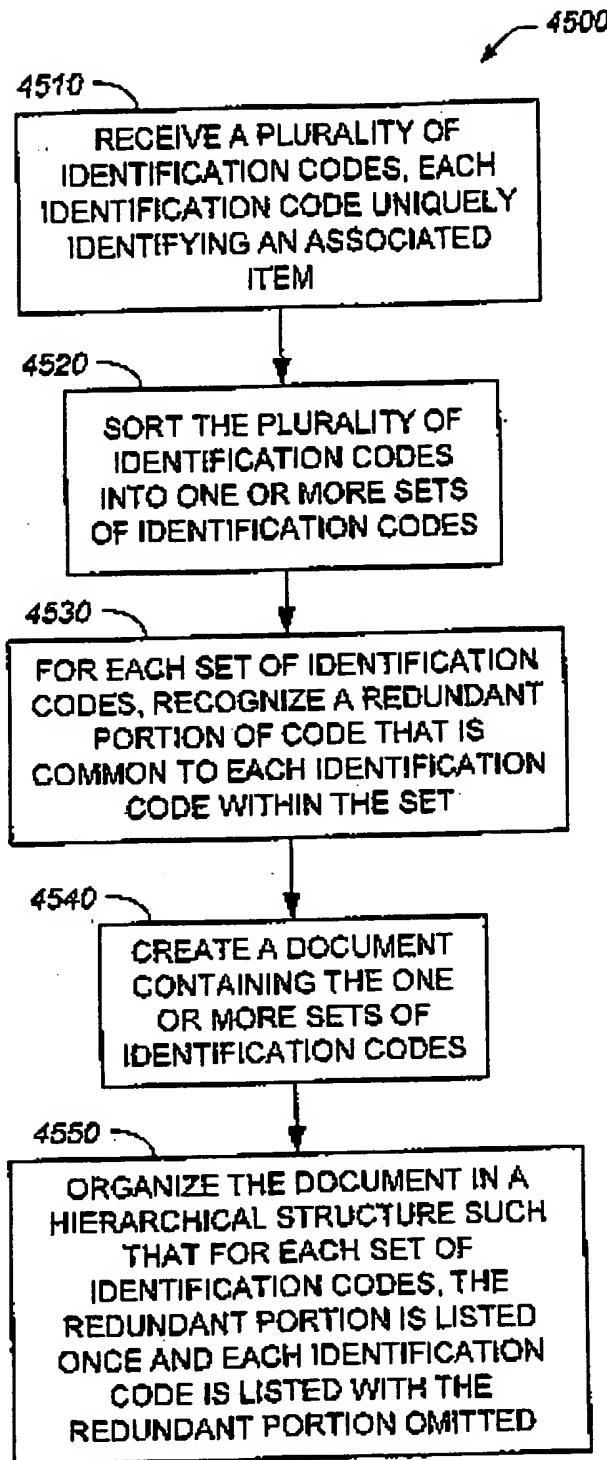 4500
4510
RECEIVE A PLURALITY OF
IDENTIFICATION CODES, EACH
IDENTIFICATION CODE UNIQUELY
IDENTIFYING AN ASSOCIATED
ITEM
4520
SORT THE PLURALITY OF
IDENTIFICATION CODES
INTO ONE OR MORE SETS
OF IDENTIFICATION CODES
4530
FOR EACH SET OF IDENTIFICATION
CODES, RECOGNIZE A REDUNDANT
PORTION OF CODE THAT IS
COMMON TO EACH IDENTIFICATION
CODE WITHIN THE SET
4540
CREATE A DOCUMENT
CONTAINING THE ONE
OR MORE SETS OF
IDENTIFICATION CODES
4550
ORGANIZE THE DOCUMENT IN A
HIERARCHICAL STRUCTURE SUCH
THAT FOR EACH SET OF
IDENTIFICATION CODES, THE
REDUNDANT PORTION IS LISTED
ONCE AND EACH IDENTIFICATION
CODE IS LISTED WITH THE
REDUNDANT PORTION OMITTED